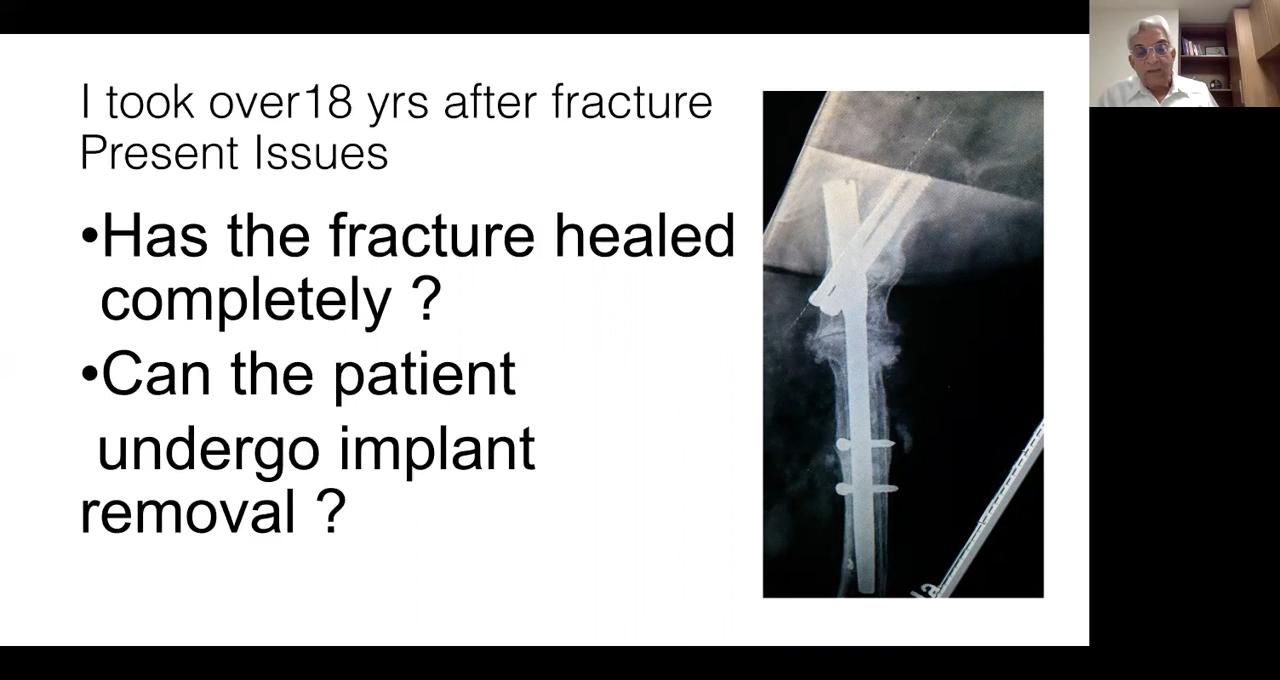 I took over18 yrs after fracture
Present Issues
•Has the fracture healed
completely ?
•Can the patient
undergo implant
removal ?